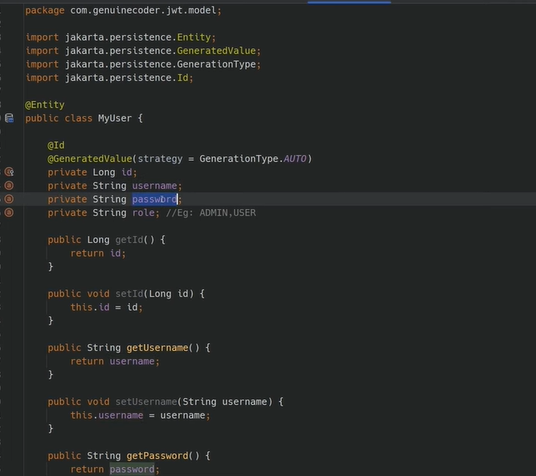 package com.genuinecoder.jwt.model;
import jakarta.persistence.Entity;
import jakarta.persistence.GeneratedValue;
import jakarta.persistence.GenerationType;
import jakarta.persistence.Id;
@Entity
public class MyUser {
@Id
@GeneratedValue(strategy = GenerationType.AUTO)
private Long id;
private String username;
private String password;
private String role; //Eg: ADMIN,USER
public Long getId() {
return id;
}
public void setId(Long id) {
this.id = id;
}
public String getUsername() {
return username;
}
public void setUsername(String username) {
this.username = username;
}
public String getPassword() {
return password;